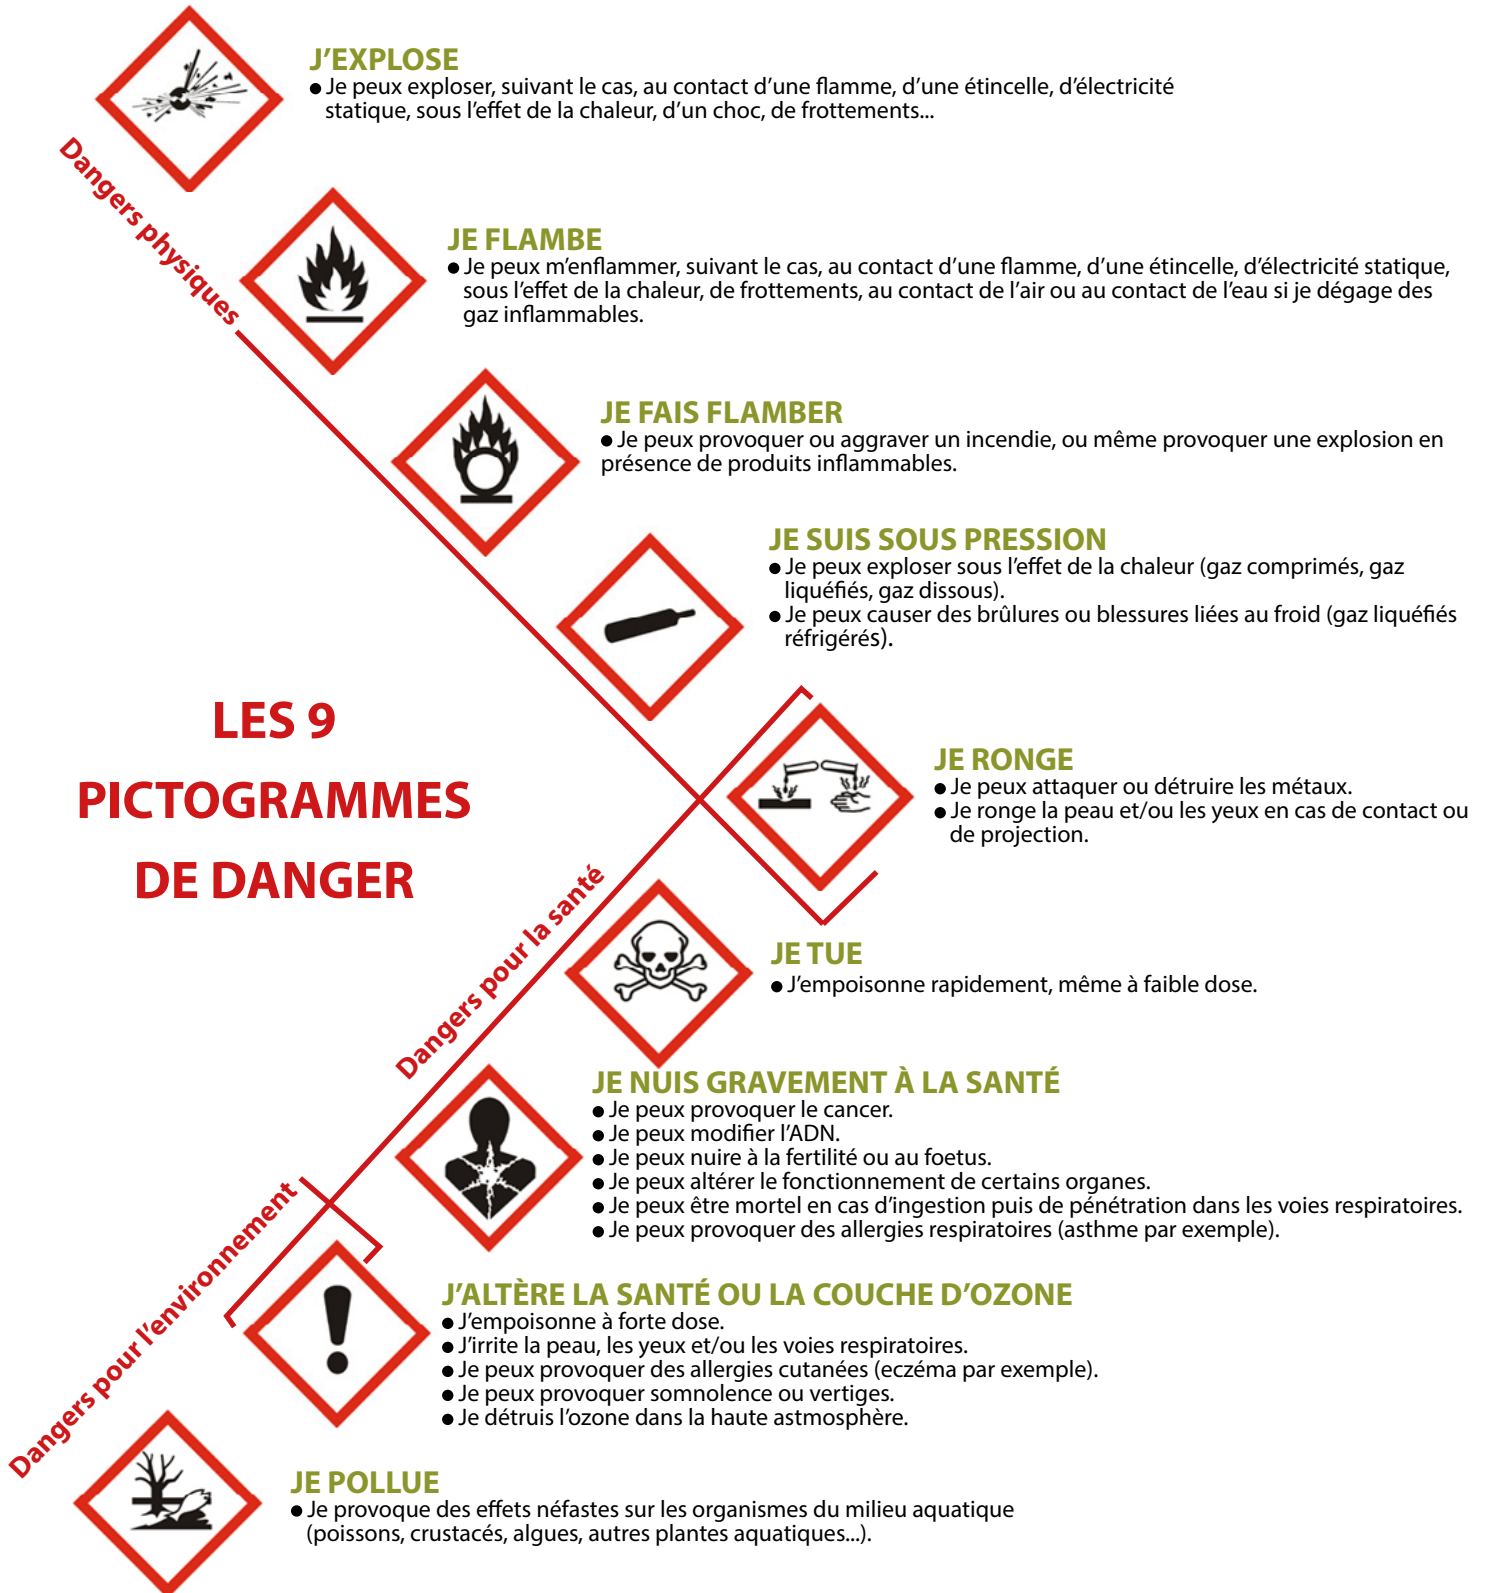 J’EXPLOSE
● Je peux exploser, suivant le cas, au contact d’une flamme, d’une étincelle, d’électricité
statique, sous l’effet de la chaleur, d’un choc, de frottements...
Dangers physiques
JE FLAMBE
● Je peux m’enflammer, suivant le cas, au contact d’une flamme, d’une étincelle, d’électricité statique,
sous l’effet de la chaleur, de frottements, au contact de l’air ou au contact de l’eau si je dégage des
gaz inflammables.
JE FAIS FLAMBER
● Je peux provoquer ou aggraver un incendie, ou même provoquer une explosion en
présence de produits inflammables.
JE SUIS SOUS PRESSION
● Je peux exploser sous l’effet de la chaleur (gaz comprimés, gaz
liquéfiés, gaz dissous).
● Je peux causer des brûlures ou blessures liées au froid (gaz liquéfiés
réfrigérés).
LES 9
PICTOGRAMMES
DE DANGER
JE RONGE
● Je peux attaquer ou détruire les métaux.
● Je ronge la peau et/ou les yeux en cas de contact ou
de projection.
Dangers pour la santé
JE TUE
● J’empoisonne rapidement, même à faible dose.
JE NUIS GRAVEMENT À LA SANTÉ
● Je peux provoquer le cancer.
● Je peux modifier l’ADN.
● Je peux nuire à la fertilité ou au foetus.
● Je peux altérer le fonctionnement de certains organes.
● Je peux être mortel en cas d’ingestion puis de pénétration dans les voies respiratoires.
● Je peux provoquer des allergies respiratoires (asthme par exemple).
Dangers pour l’environnement
J’ALTÈRE LA SANTÉ OU LA COUCHE D’OZONE
● J’empoisonne à forte dose.
● J’irrite la peau, les yeux et/ou les voies respiratoires.
● Je peux provoquer des allergies cutanées (eczéma par exemple).
● Je peux provoquer somnolence ou vertiges.
● Je détruis l’ozone dans la haute astmosphère.
JE POLLUE
● Je provoque des effets néfastes sur les organismes du milieu aquatique
(poissons, crustacés, algues, autres plantes aquatiques...).